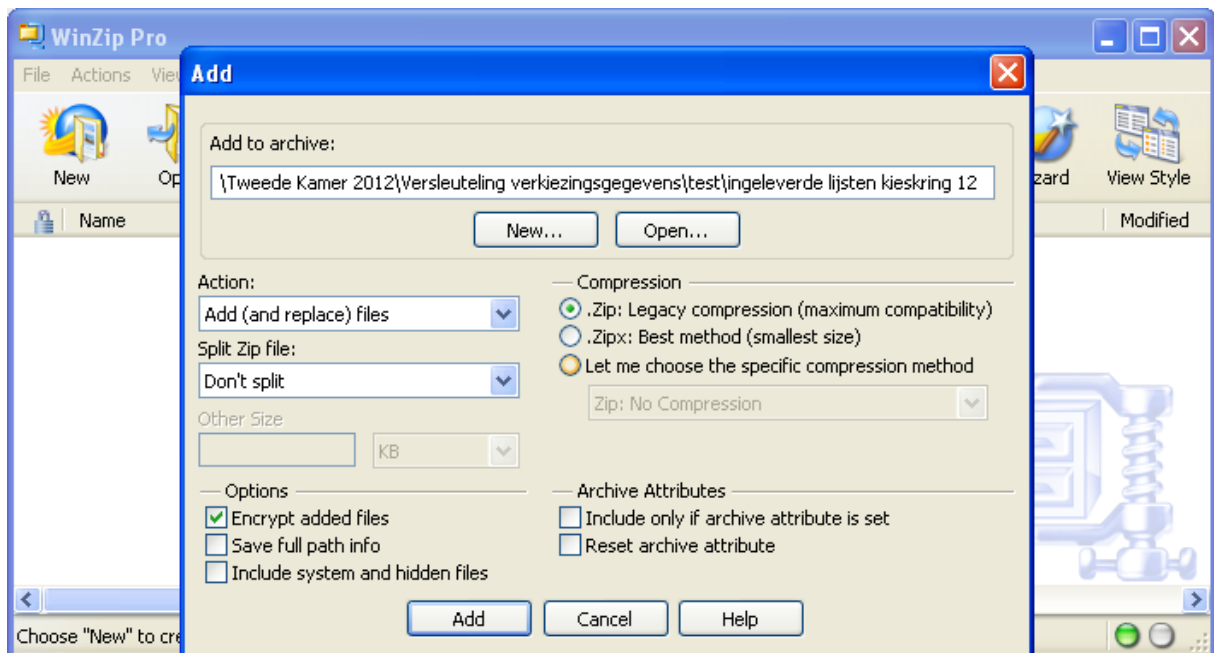 WinZip Pro
File Actions View
Add
New
Add to archive:
\Tweede Kamer 2012\Versleuteling verkiezingsgegevens\test\ingeleverde lijsten kieskring 12
View Style
Name
New... Open...
Modified
Action:
Add (and replace) files
Split Zip file:
Don't split
Other Size
KB
Compression
.Zip: Legacy compression (maximum compatibility)
.Zipx: Best method (smallest size)
Let me choose the specific compression method
Zip: No Compression
Options
Encrypt added files
Save full path info
Include system and hidden files
Archive Attributes
Include only if archive attribute is set
Reset archive attribute
Add Cancel Help
Choose "New" to cre